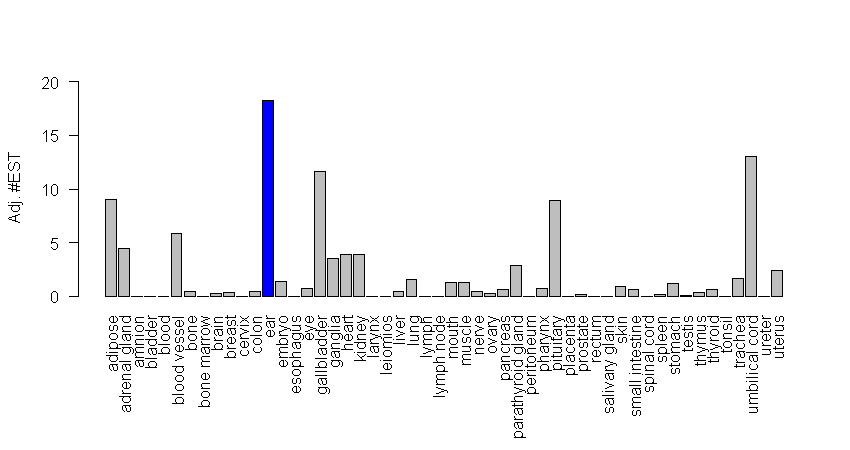 Adj. #EST
20
15
10
5
0
adipose
adrenal gland
amnion
bladder
blood
blood vessel
bone
bone marrow
brain
breast
cervix
colon
ear
embryo
esophagus
eye
gallbladder
ganglia
heart
kidney
larynx
leiomios
liver
lung
lymph
lymph node
mouth
muscle
nerve
ovary
pancreas
parathyroid gland
peritoneum
pharynx
pituitary
placenta
prostate
rectum
salivary gland
skin
small intestine
spinal cord
spleen
stomach
testis
thymus
thyroid
tonsil
trachea
umbilical cord
ureter
uterus